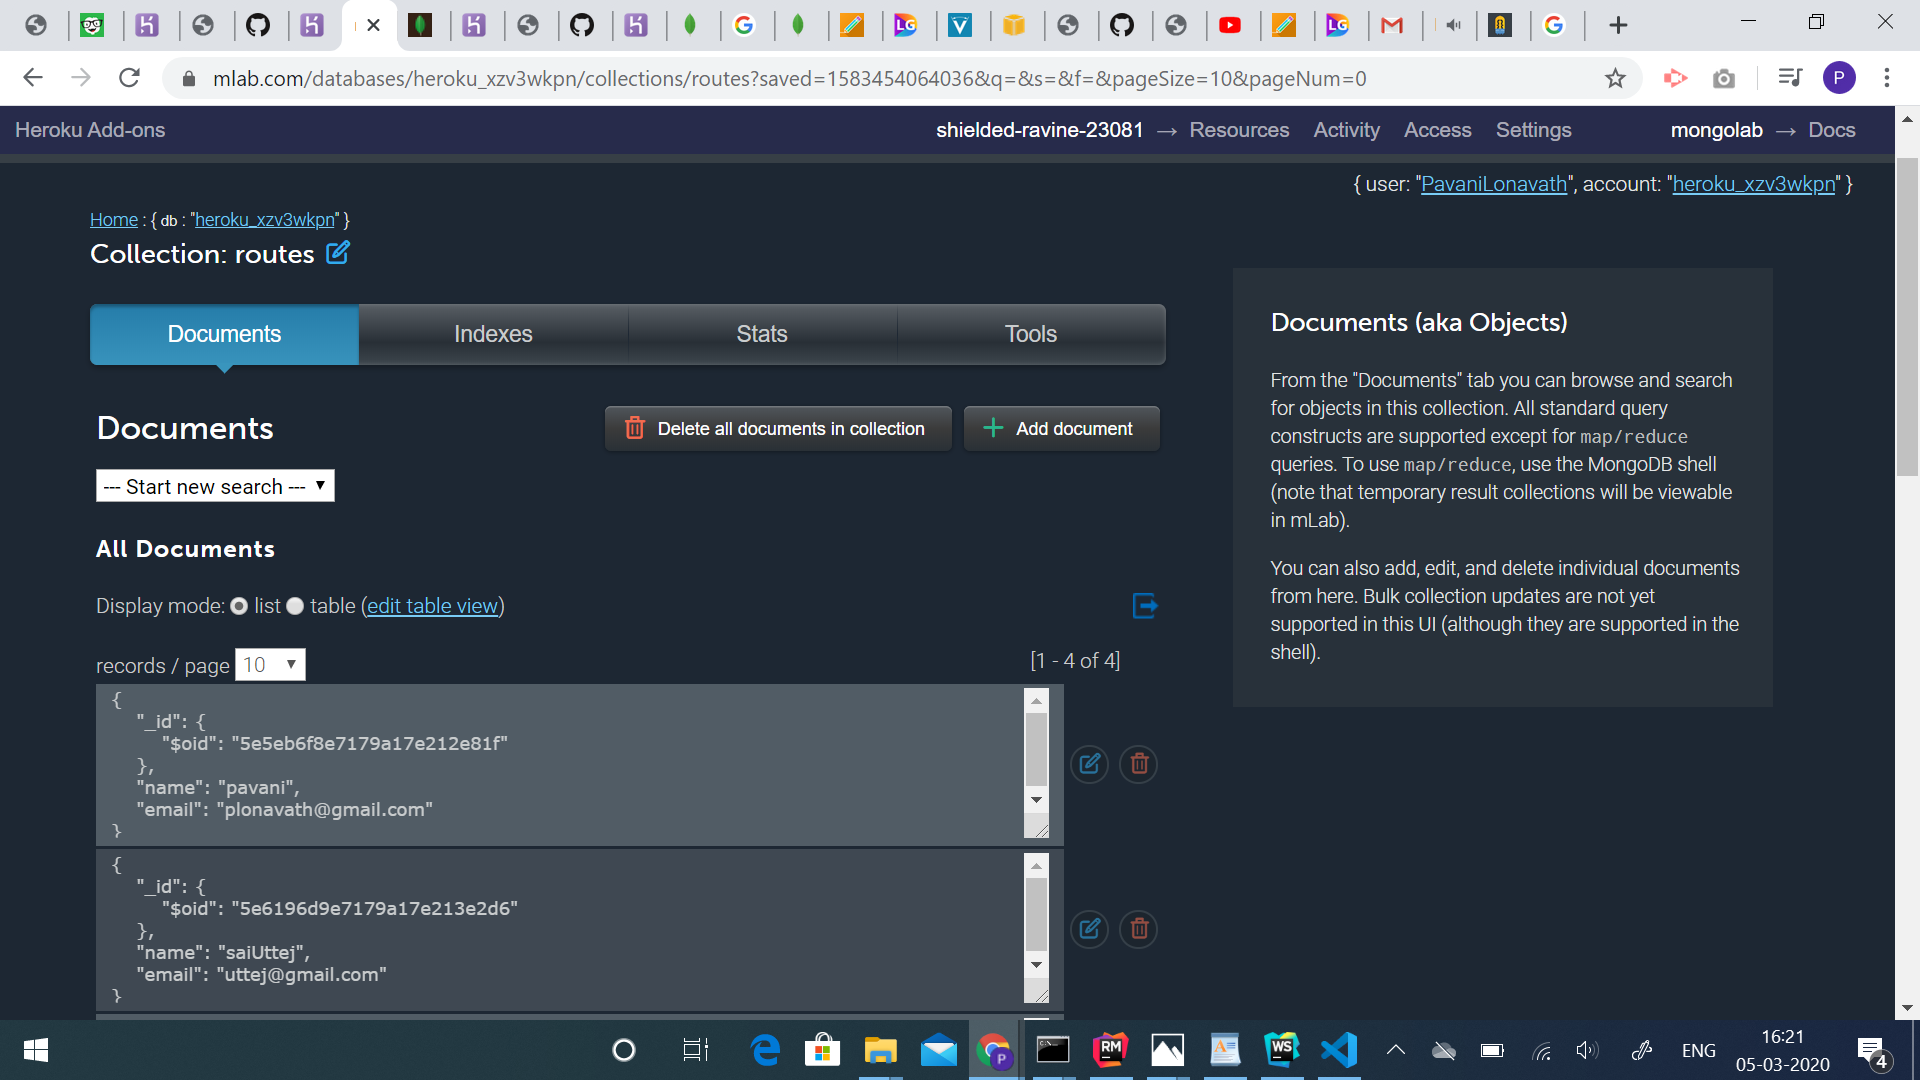 mlab.com/databases/heroku_xzv3wkpn/collections/routes?saved=1583454064036&q=&s=&f=&pageSize=10&pageNum=0
P
Heroku Add-ons
shielded-ravine-23081 → Resources Activity Access Settings mongolab → Docs
{ user: "PavaniLonavath", account: "heroku_xzv3wkpn" }
Home : { db : "heroku_xzv3wkpn" }
Collection: routes
Documents Indexes Stats Tools
Documents
Delete all documents in collection
Add document
--- Start new search ---
All Documents
Display mode: list table (edit table view)
records / page 10
[1 - 4 of 4]
{
"_id": {
"$oid": "5e5eb6f8e7179a17e212e81f"
},
"name": "pavani",
"email": "plonavath@gmail.com"
}
{
"_id": {
"$oid": "5e6196d9e7179a17e213e2d6"
},
"name": "saiUttej",
"email": "uttej@gmail.com"
}
Documents (aka Objects)
From the "Documents" tab you can browse and search
for objects in this collection. All standard query
constructs are supported except for map/reduce
queries. To use map/reduce, use the MongoDB shell
(note that temporary result collections will be viewable
in mLab).
You can also add, edit, and delete individual documents
from here. Bulk collection updates are not yet
supported in this UI (although they are supported in the
shell).
P
RM
WS
ENG
16:21
05-03-2020
4